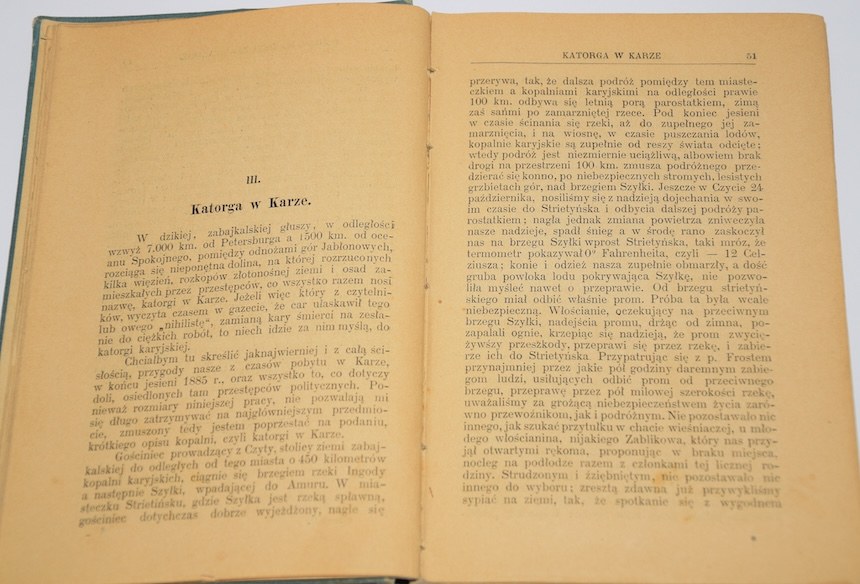 III.
Katorga w Karze.
W dzikiej, zabajkalskiej głuszy, w odległości
wzwyż 7.000 km. od Petersburga a 1500 km. od oce-
anu Spokojnego, pomiędzy odnożami gór Jabłonowych,
rozciąga się nieponętna dolina, na której rozrzuconych
kilka więzień, rozkopów złotonośnej ziemi i osad za-
mieszkałych przez przestępców, co wszystko razem nosi
nazwę, katorgi w Karze. Jeżeli więc który z czytelni-
ków, wyczyta czasem w gazecie, że car ułaskawił tego
lub owego „nihilistę“, zamianą kary śmierci na zesła-
nie do ciężkich robót, to niech idzie za nim myślą, do
katorgi karyjskiej.
Chciałbym tu skreślić jaknajwierniej i z całą ści-
słością, przygody nasze z czasów pobytu w Karze,
w końcu jesieni 1885 r., oraz wszystko to, co dotyczy
doli, osiedlonych tam przestępców politycznych. Po-
nieważ rozmiary niniejszej pracy, nie pozwalają mi
się długo zatrzymywać na najgłówniejszym przedmio-
cie, zmuszony tedy jestem poprzestać na podaniu,
krótkiego opisu kopalni, czyli katorgi w Karze.
Gościniec prowadzący z Czyty, stolicy ziemi zabaj-
kalskiej do odległych od tego miasta o 450 kilometrów
kopalni karyjskich, ciągnie się brzegiem rzeki Ingody
a następnie Szyłki, wpadającej do Amuru. W mia-
steczku Strietińsku, gdzie Szyłka jest rzeką spławną,
gościniec dotychczas dobrze wyjeżdżony, nagle się
KATORGA W KARZE 51
przerywa, tak, że dalsza podróż pomiędzy tem miaste-
czkiem a kopalniami karyjskimi na odległości prawie
100 km. odbywa się letnią porą parostatkiem, zimą
zaś sańmi po zamarzniętej rzece. Pod koniec jesieni
w czasie ścinania się rzeki, aż do zupełnego jej za-
marznięcia, i na wiosnę, w czasie puszczania lodów,
kopalnie karyjskie są zupełnie od reszy świata odcięte;
wtedy podróż jest niezmiernie uciążliwą, albowiem brak
drogi na przestrzeni 100 km. zmusza podróżnego prze-
dzierać się konno, po niebezpiecznych stromych, lesistych
grzbietach gór, nad brzegiem Szyłki. Jeszcze w Czycie 24
października, nosiliśmy się z nadzieją dojechania w swo-
im czasie do Strietyńska i odbycia dalszej podróży pa-
rostatkiem; nagła jednak zmiana powietrza zniweczyła
nasze nadzieje, spadł śnieg a w środę rano zaskoczył
nas na brzegu Szyłki wprost Strietyńska, taki mróz, że
termometr pokazywał 0° Fahrenheita, czyli — 12 Cel-
ziusza; konie i odzież nasza zupełnie obmarzły, a dość
gruba powłoka lodu pokrywająca Szyłkę, nie pozwo-
liła myśleć nawet o przeprawie. Od brzegu strietyń-
skiego miał odbić właśnie prom. Próba ta była wcale
niebezpieczną. Włościanie, oczekujący na przeciwnym
brzegu Szyłki, nadejścia promu, drżąc od zimna, po-
zapalali ognie, krzepiąc się nadzieją, że prom zwycię-
żywszy przeszkody, przeprawi się przez rzekę, i zabie-
rze ich do Strietyńska. Przypatrując się z p. Frostem
przynajmniej przez jakie pół godziny daremnym zabie-
gom ludzi, usiłujących odbić prom od przeciwnego
brzegu, przeprawę przez pół milowej szerokości rzekę,
uważaliśmy za grożącą niebezpieczeństwem życia zaró-
wno przewoźnikom, jak i podróżnym. Nie pozostawało nic
innego, jak szukać przytułku w chacie wieśniaczej, u mło-
dego włościanina, nijakiego Zablikowa, który nas przy-
jął otwartymi rękoma, proponując w braku miejsca,
nocleg na podłodze razem z członkami tej licznej ro-
dziny. Strudzonym i ziębniętym, nie pozostawało nic
innego do wyboru; zresztą zdawna już przywykliśmy
sypiać na ziemi, tak, że spotkanie się z wygodnem